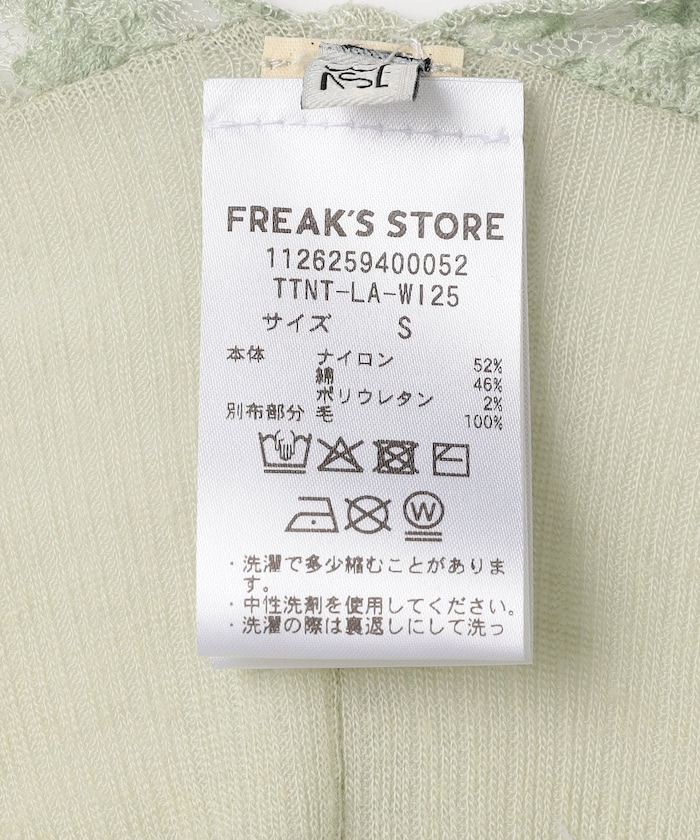 FREAK'S STORE
1126259400052
TTNT-LA-WI25
サイズ S
本体 ナイロン 52%
綿 46%
ポリウレタン 2%
別布部分 毛 100%
W
・洗濯で多少縮むことがありま
す。
・中性洗剤を使用してください。
・洗濯の際は裏返しにして洗っ